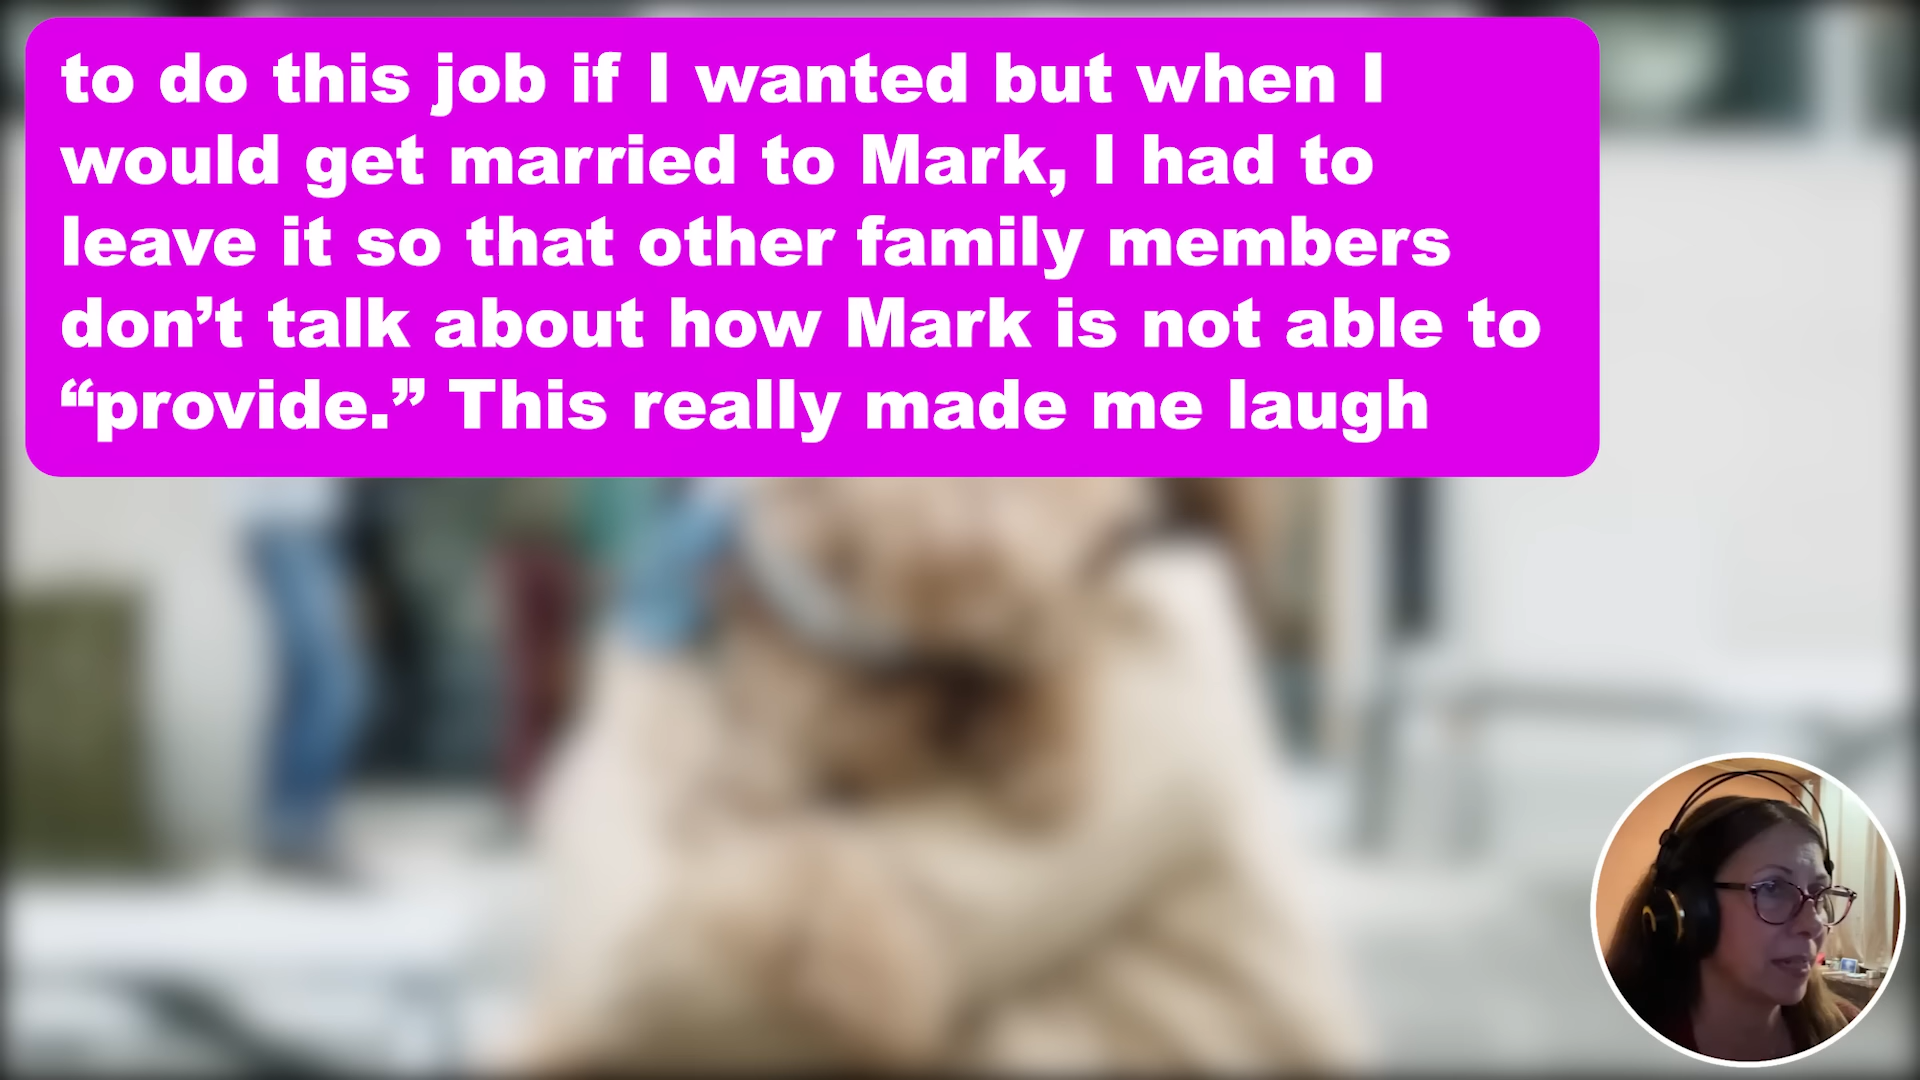 to do this job if I wanted but when I
would get married to Mark, I had to
leave it so that other family members
don’t talk about how Mark is not able to
“provide.” This really made me laugh